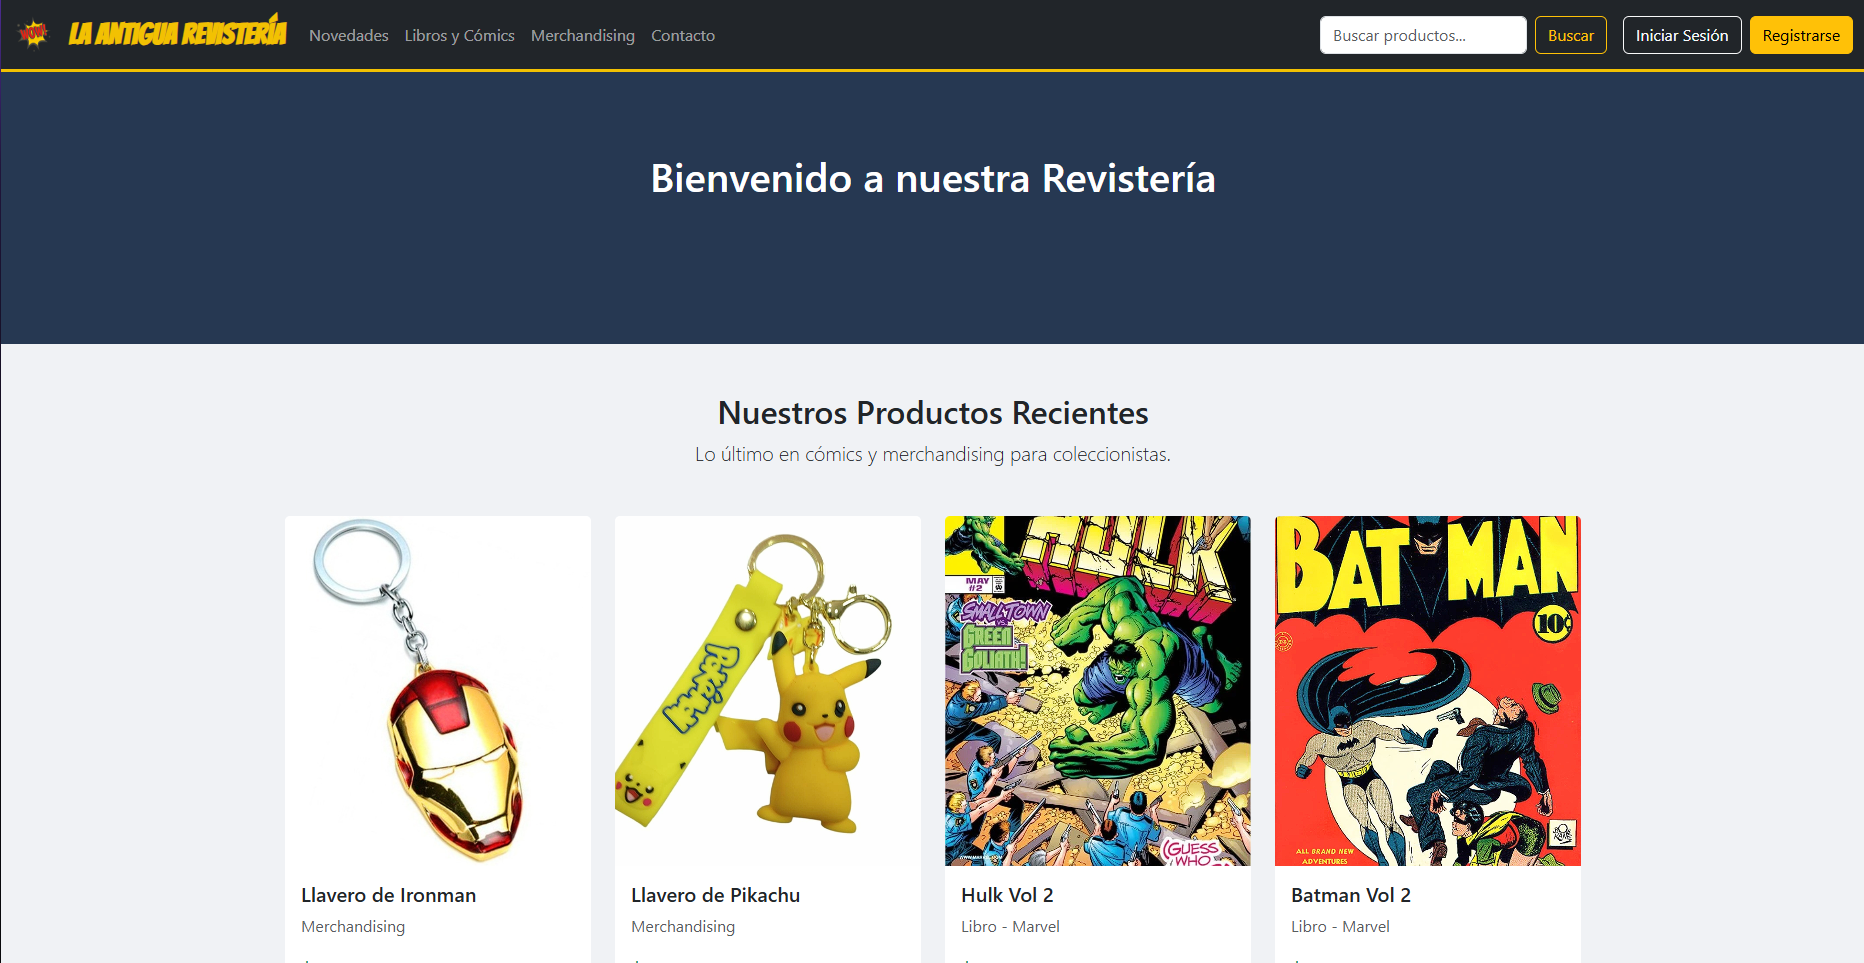 WOW!
LA ANTIGUA REVISTERÍA
Novedades
Libros y Cómics
Merchandising
Contacto
Buscar productos...
Buscar
Iniciar Sesión
Registrarse
Bienvenido a nuestra Revistería
Nuestros Productos Recientes
Lo último en cómics y merchandising para coleccionistas.
Pokémon
HULK
MAY
#2
SMALL TOWN
VS.
GREEN
GOLIATH!
(GUESS
WHO
BATMAN
10¢
ALL BRAND NEW
ADVENTURES
Llavero de Ironman
Merchandising
Llavero de Pikachu
Merchandising
Hulk Vol 2
Libro - Marvel
Batman Vol 2
Libro - Marvel